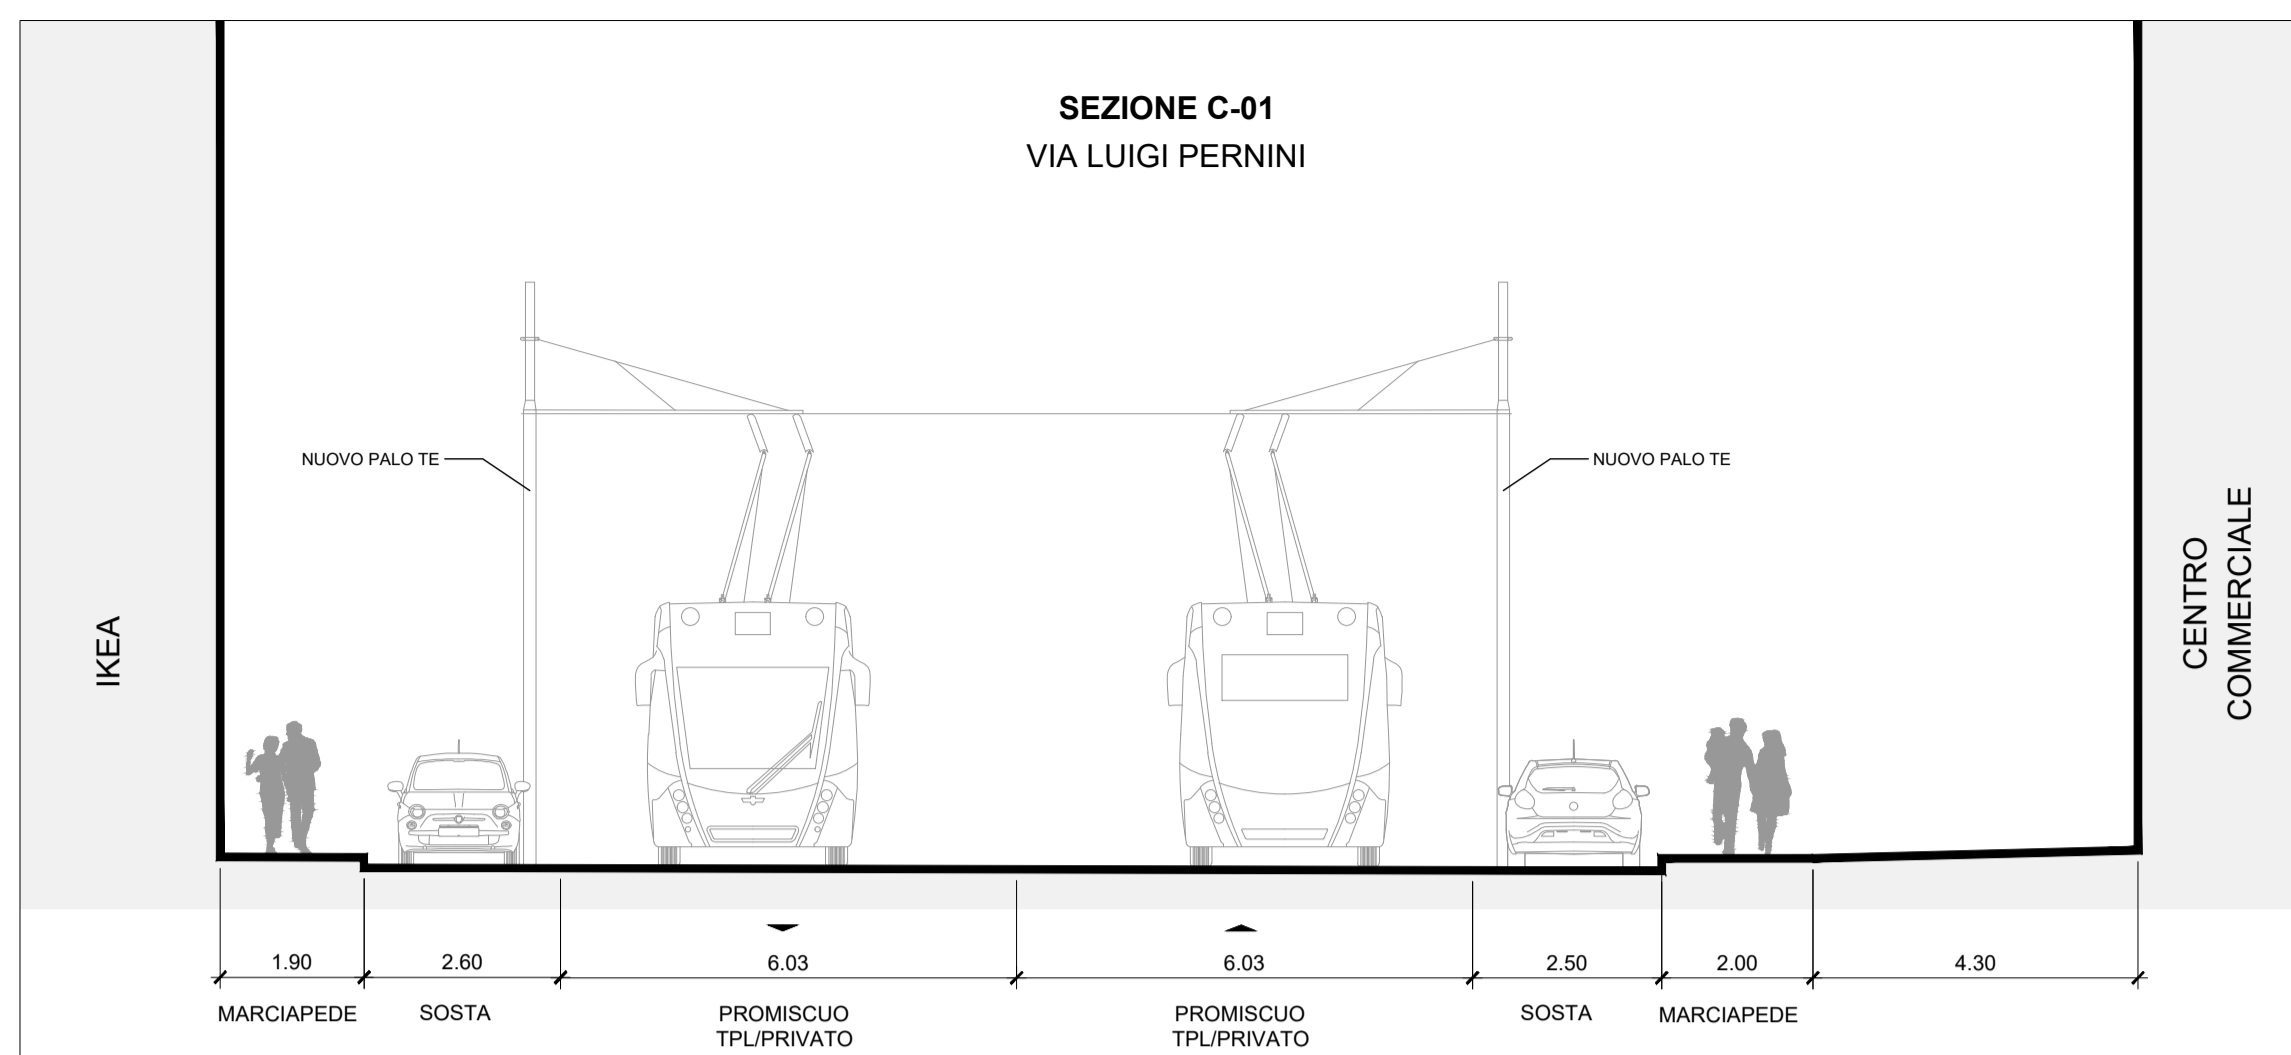 SEZIONE C-01
VIA LUIGI PERNINI
NUOVO PALO TE
NUOVO PALO TE
IKEA
CENTRO
COMMERCIALE
1.90
2.60
6.03
6.03
2.50
2.00
4.30
MARCIAPEDE
SOSTA
PROMISCUO
TPL/PRIVATO
PROMISCUO
TPL/PRIVATO
SOSTA
MARCIAPEDE